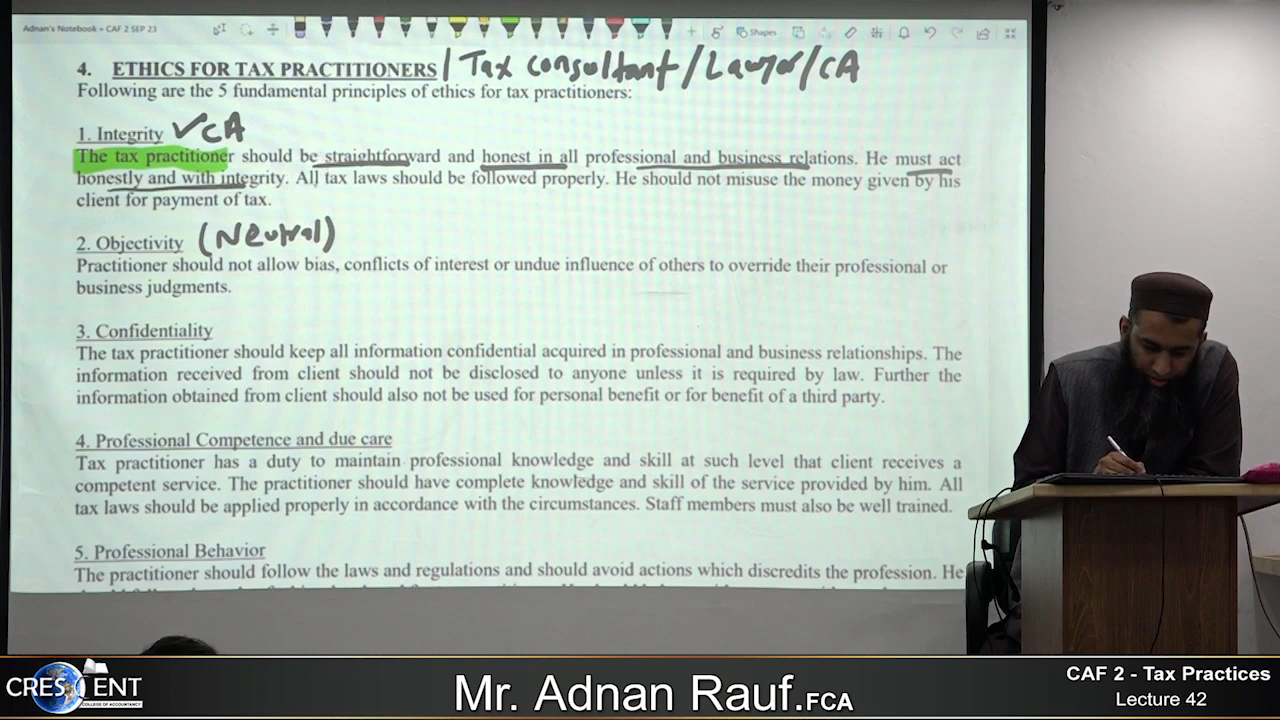 Adnan's Notebook » CAF 2 SEP 23
Shapes
4. ETHICS FOR TAX PRACTITIONERS / Tax consultant/Lawyer/CA
Following are the 5 fundamental principles of ethics for tax practitioners:
1. Integrity ✓CA
The tax practitioner should be straightforward and honest in all professional and business relations. He must act
honestly and with integrity. All tax laws should be followed properly. He should not misuse the money given by his
client for payment of tax.
2. Objectivity (Neutral)
Practitioner should not allow bias, conflicts of interest or undue influence of others to override their professional or
business judgments.
3. Confidentiality
The tax practitioner should keep all information confidential acquired in professional and business relationships. The
information received from client should not be disclosed to anyone unless it is required by law. Further the
information obtained from client should also not be used for personal benefit or for benefit of a third party.
4. Professional Competence and due care
Tax practitioner has a duty to maintain professional knowledge and skill at such level that client receives a
competent service. The practitioner should have complete knowledge and skill of the service provided by him. All
tax laws should be applied properly in accordance with the circumstances. Staff members must also be well trained.
5. Professional Behavior
The practitioner should follow the laws and regulations and should avoid actions which discredits the profession. He
CRESCENT
COLLEGE OF ACCOUNTANCY
Mr. Adnan Rauf.FCA
CAF 2 - Tax Practices
Lecture 42